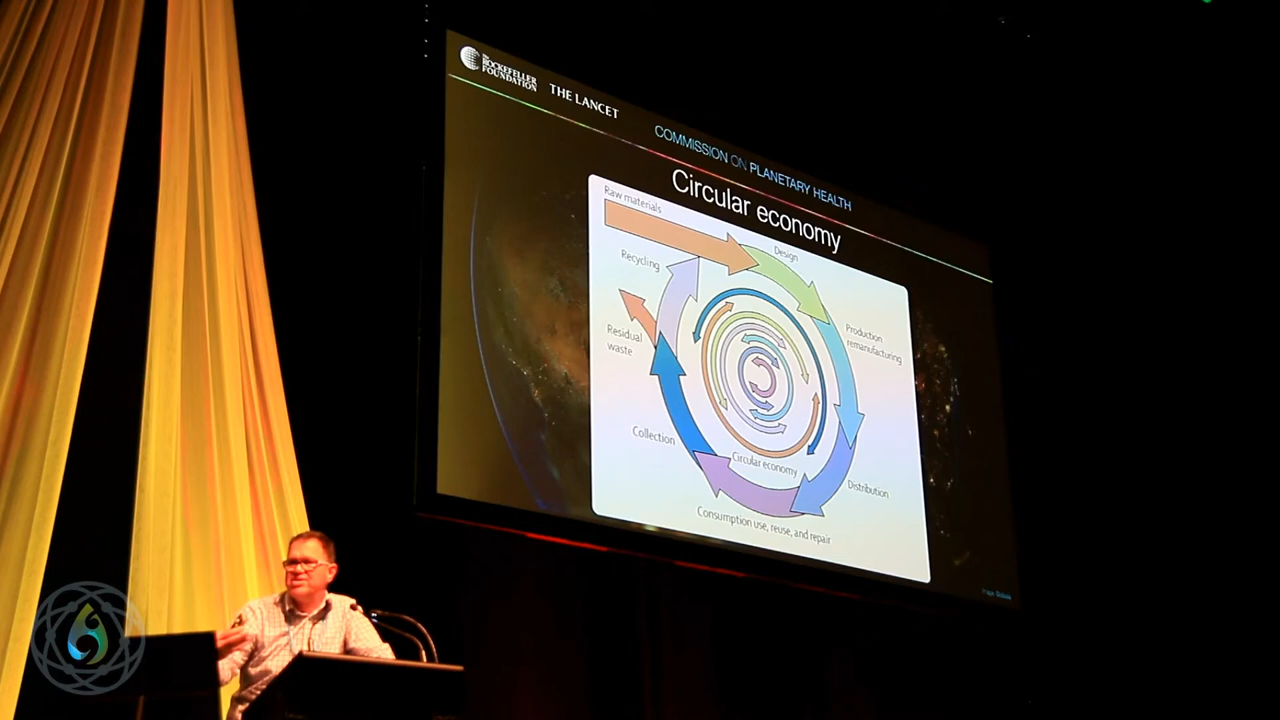 THE
ROCKEFELLER
FOUNDATION
THE LANCET
COMMISSION ON PLANETARY HEALTH
Circular economy
Raw materials
Design
Recycling
Production
remanufacturing
Residual
waste
Collection
Circular economy
Distribution
Consumption use, reuse, and repair